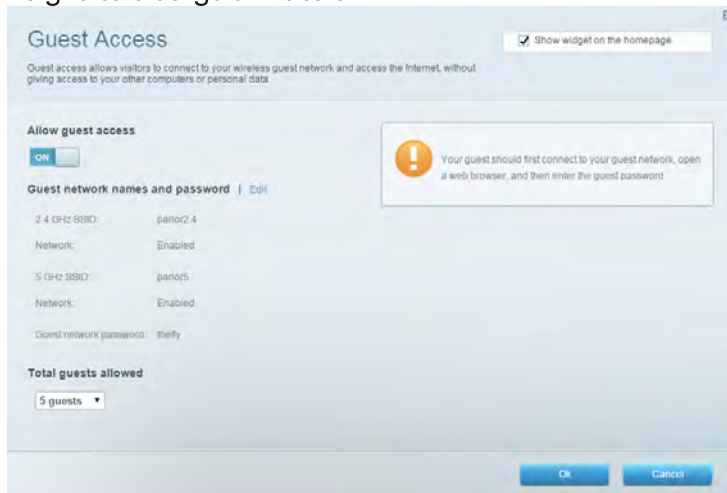 Guest Access
Show widget on the homepage
Guest access allows visitors to connect to your wireless guest network and access the Internet, without
giving access to your other computers or personal data
Allow guest access
ON
Your guest should first connect to your guest network, open
a web browser, and then enter the guest password
Guest network names and password | Edit
2.4 GHz SSID: parlor2.4
Network: Enabled
5 GHz SSID: parlor5
Network: Enabled
Guest network password:
Total guests allowed
5 guests
Ok
Cancel